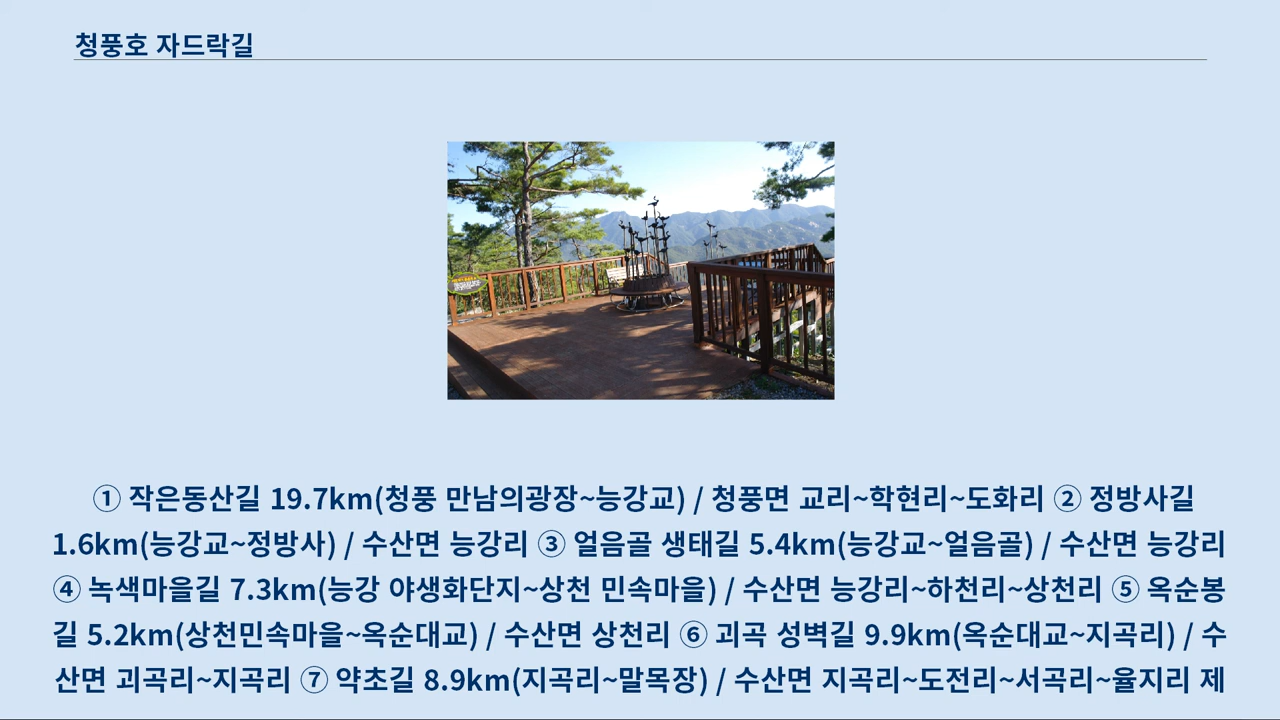 청풍호 자드락길
① 작은동산길 19.7km(청풍 만남의광장~능강교) / 청풍면 교리~학현리~도화리 ② 정방사길
1.6km(능강교~정방사) / 수산면 능강리 ③ 얼음골 생태길 5.4km(능강교~얼음골) / 수산면 능강리
④ 녹색마을길 7.3km(능강 야생화단지~상천 민속마을) / 수산면 능강리~하천리~상천리 ⑤ 옥순봉
길 5.2km(상천민속마을~옥순대교) / 수산면 상천리 ⑥ 괴곡 성벽길 9.9km(옥순대교~지곡리) / 수
산면 괴곡리~지곡리 ⑦ 약초길 8.9km(지곡리~말목장) / 수산면 지곡리~도전리~서곡리~율지리 제